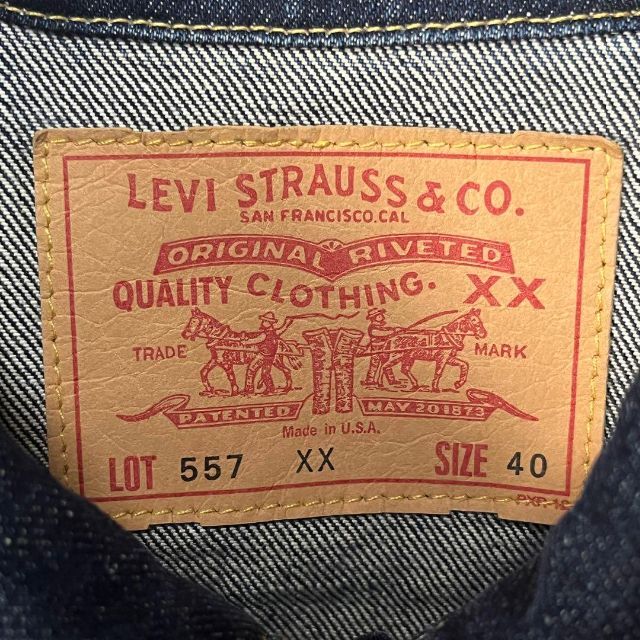 LEVI STRAUSS & CO.
SAN FRANCISCO.CAL
ORIGINAL RIVETED
QUALITY CLOTHING. XX
TRADE MARK
PATENTED MAY 20 1873
Made in U.S.A.
LOT 557 XX SIZE 40